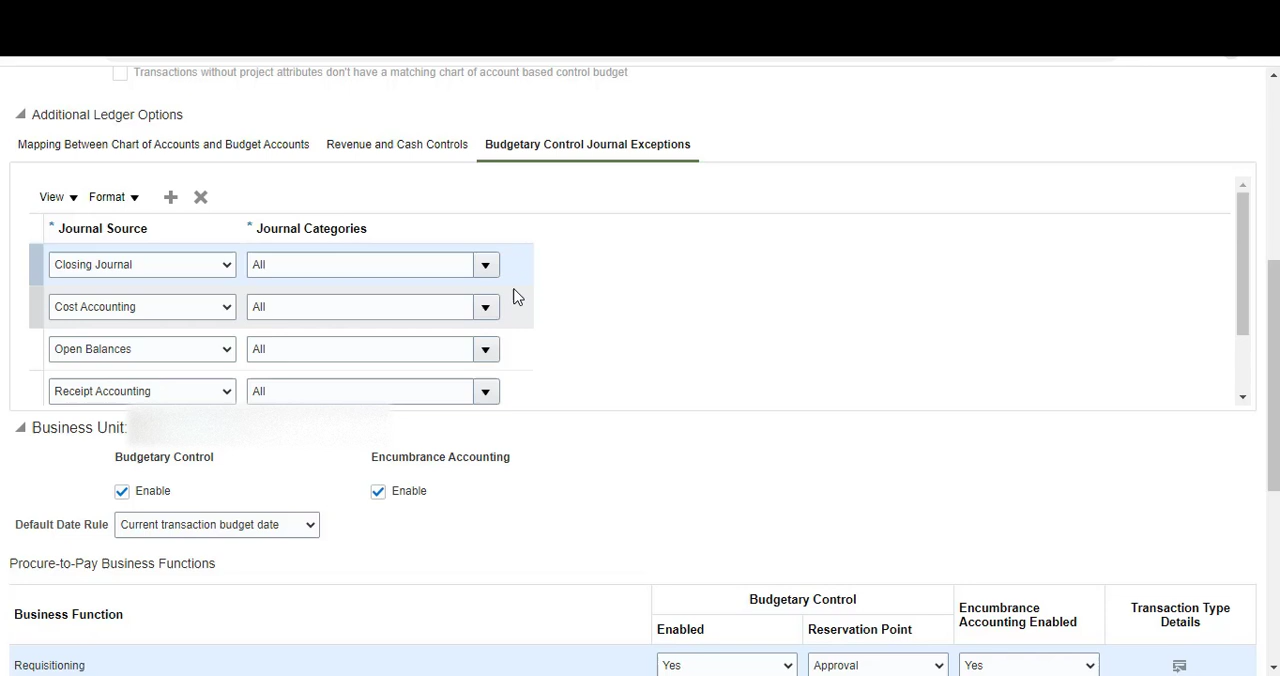 Transactions without project attributes don't have a matching chart of account based control budget
Additional Ledger Options
Mapping Between Chart of Accounts and Budget Accounts Revenue and Cash Controls Budgetary Control Journal Exceptions
View Format
* Journal Source * Journal Categories
Closing Journal All
Cost Accounting All
Open Balances All
Receipt Accounting All
Business Unit:
Budgetary Control Encumbrance Accounting
Enable Enable
Default Date Rule Current transaction budget date
Procure-to-Pay Business Functions
Business Function Budgetary Control Encumbrance Accounting Enabled Transaction Type Details
Enabled Reservation Point
Requisitioning Yes Approval Yes